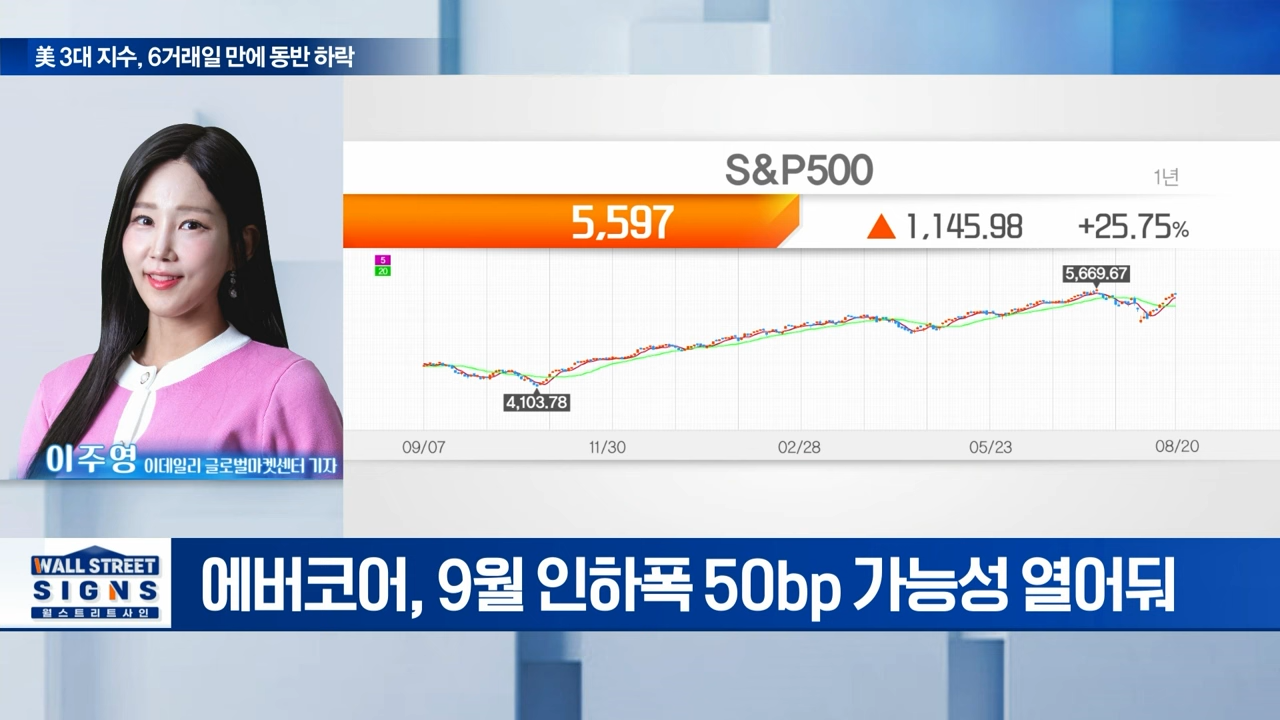 美 3대 지수, 6거래일 만에 동반 하락
S&P500
1년
5,597
▲ 1,145.98
+25.75%
5
20
5,669.67
4,103.78
09/07
11/30
02/28
05/23
08/20
이주영 이데일리 글로벌마켓센터 기자
WALL STREET
SIGNS
월스트리트사인
에버코어, 9월 인하폭 50bp 가능성 열어둬